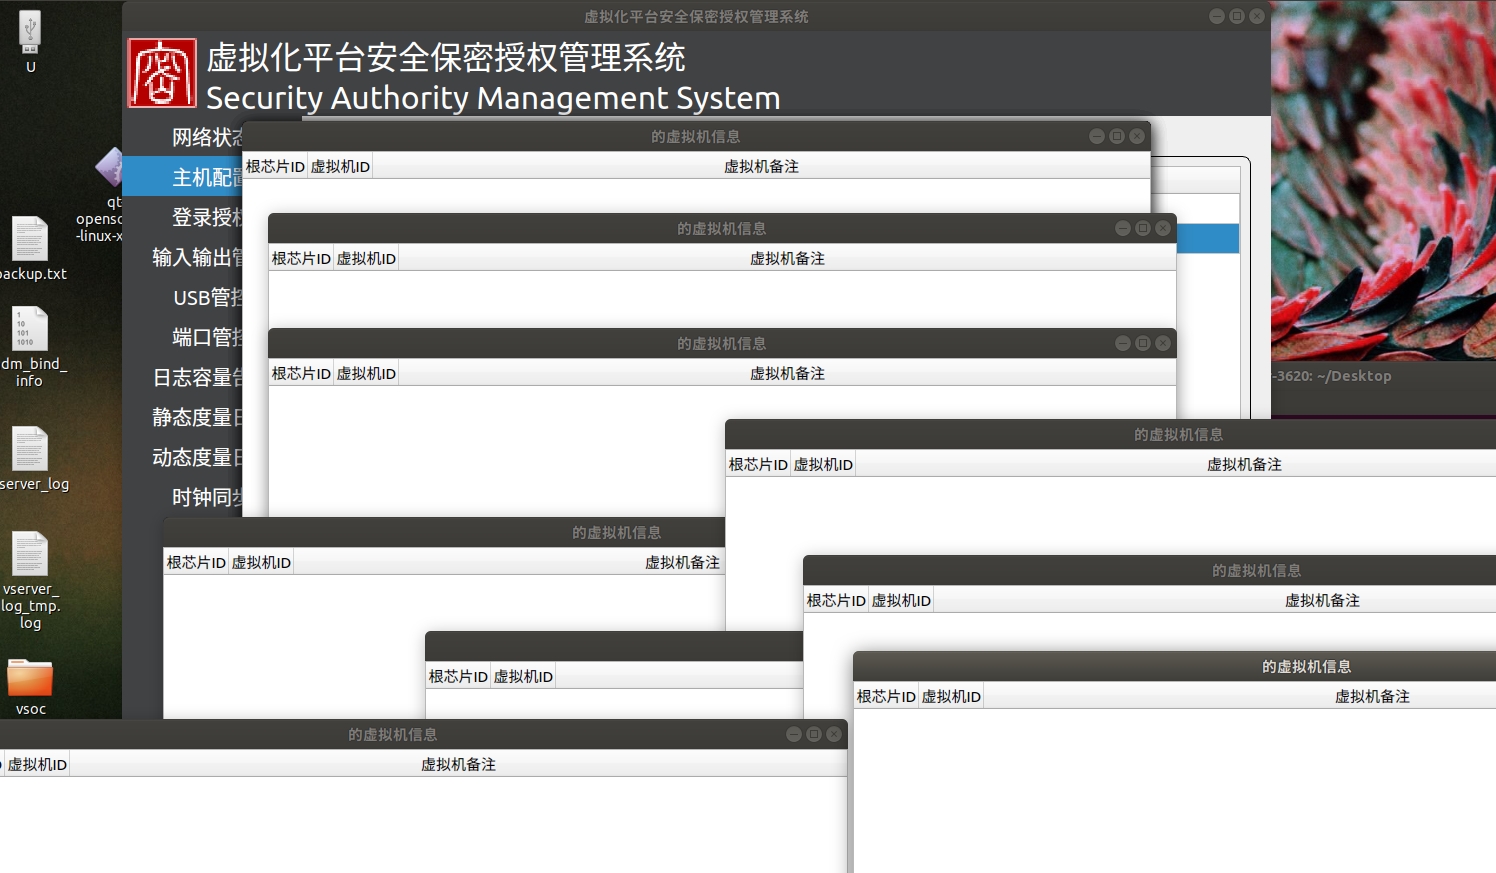 虚拟化平台安全保密授权管理系统
虚拟化平台安全保密授权管理系统
Security Authority Management System
U
qt
openso
-linux-x
backup.txt
dm_bind_
info
server_log
vserver_
log_tmp.
log
vsoc
网络状态
主机配置
登录授权
输入输出管
USB管控
端口管控
日志容量告
静态度量日
动态度量日
时钟同步
-3620: ~/Desktop
的虚拟机信息
根芯片ID 虚拟机ID 虚拟机备注
的虚拟机信息
根芯片ID 虚拟机ID 虚拟机备注
的虚拟机信息
根芯片ID 虚拟机ID 虚拟机备注
的虚拟机信息
根芯片ID 虚拟机ID 虚拟机备注
的虚拟机信息
根芯片ID 虚拟机ID 虚拟机备注
的虚拟机信息
根芯片ID 虚拟机ID 虚拟机备注
根芯片ID 虚拟机ID
的虚拟机信息
根芯片ID 虚拟机ID 虚拟机备注
的虚拟机信息
虚拟机ID 虚拟机备注